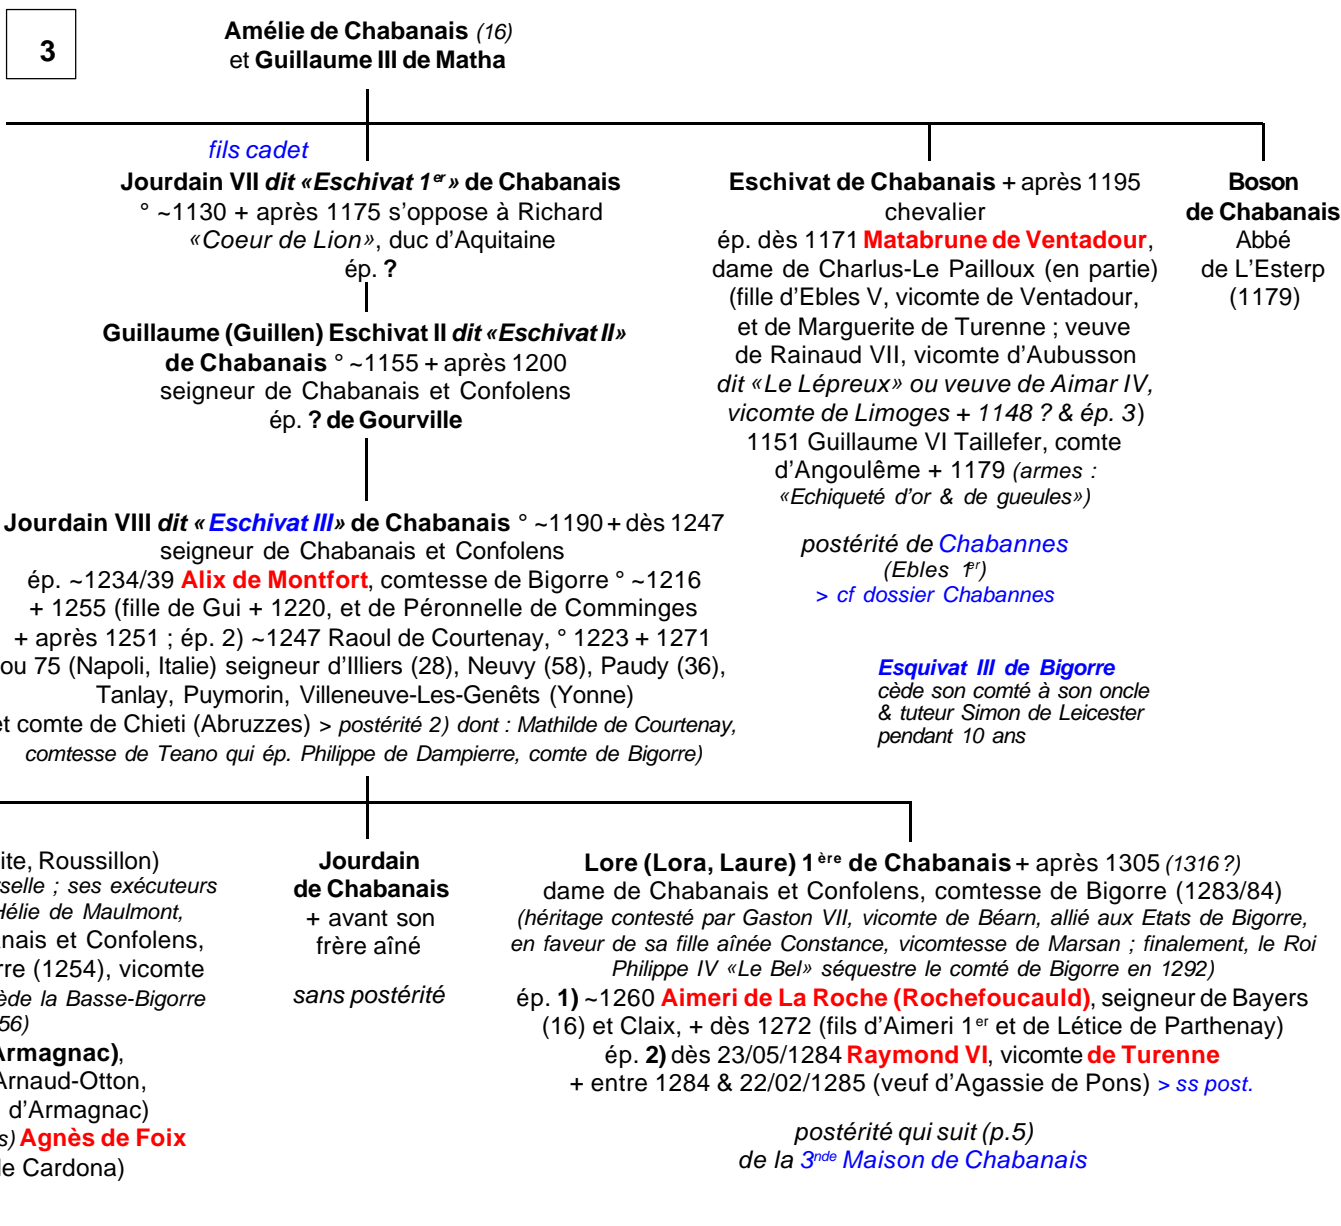 3
Amélie de Chabanais (16)
et Guillaume III de Matha
fils cadet
Jourdain VII dit «Eschivat 1er» de Chabanais
° ~1130 + après 1175 s’oppose à Richard
«Coeur de Lion», duc d’Aquitaine
ép. ?
Guillaume (Guillen) Eschivat II dit «Eschivat II»
de Chabanais ° ~1155 + après 1200
seigneur de Chabanais et Confolens
ép. ? de Gourville
Eschivat de Chabanais + après 1195
chevalier
ép. dès 1171 Matabrune de Ventadour,
dame de Charlus-Le Pailloux (en partie)
(fille d’Ebles V, vicomte de Ventadour,
et de Marguerite de Turenne ; veuve
de Rainaud VII, vicomte d’Aubusson
dit «Le Lépreux» ou veuve de Aimar IV,
vicomte de Limoges + 1148 ? & ép. 3)
1151 Guillaume VI Taillefer, comte
d’Angoulême + 1179 (armes :
«Echiqueté d’or & de gueules»)
postérité de Chabannes
(Ebles 1er)
> cf dossier Chabannes
Boson
de Chabanais
Abbé
de L’Esterp
(1179)
Jourdain VIII dit «Eschivat III» de Chabanais ° ~1190 + dès 1247
seigneur de Chabanais et Confolens
ép. ~1234/39 Alix de Montfort, comtesse de Bigorre ° ~1216
+ 1255 (fille de Gui + 1220, et de Péronnelle de Comminges
+ après 1251 ; ép. 2) ~1247 Raoul de Courtenay, ° 1223 + 1271
ou 75 (Napoli, Italie) seigneur d’Illiers (28), Neuvy (58), Paudy (36),
Tanlay, Puymorin, Villeneuve-Les-Genêts (Yonne)
et comte de Chieti (Abruzzes) > postérité 2) dont : Mathilde de Courtenay,
comtesse de Teano qui ép. Philippe de Dampierre, comte de Bigorre)
Esquivat III de Bigorre
cède son comté à son oncle
& tuteur Simon de Leicester
pendant 10 ans
ite, Roussillon)
rselle ; ses exécuteurs
Hélie de Maulmont,
nais et Confolens,
rre (1254), vicomte
ède la Basse-Bigorre
56)
Armagnac),
Arnaud-Otton,
d’Armagnac)
s) Agnès de Foix
de Cardona)
Jourdain
de Chabanais
+ avant son
frère aîné
sans postérité
Lore (Lora, Laure) 1ère de Chabanais + après 1305 (1316 ?)
dame de Chabanais et Confolens, comtesse de Bigorre (1283/84)
(héritage contesté par Gaston VII, vicomte de Béarn, allié aux Etats de Bigorre,
en faveur de sa fille aînée Constance, vicomtesse de Marsan ; finalement, le Roi
Philippe IV «Le Bel» séquestre le comté de Bigorre en 1292)
ép. 1) ~1260 Aimeri de La Roche (Rochefoucauld), seigneur de Bayers
(16) et Claix, + dès 1272 (fils d’Aimeri 1er et de Létice de Parthenay)
ép. 2) dès 23/05/1284 Raymond VI, vicomte de Turenne
+ entre 1284 & 22/02/1285 (veuf d’Agassie de Pons) > ss post.
postérité qui suit (p.5)
de la 3nde Maison de Chabanais